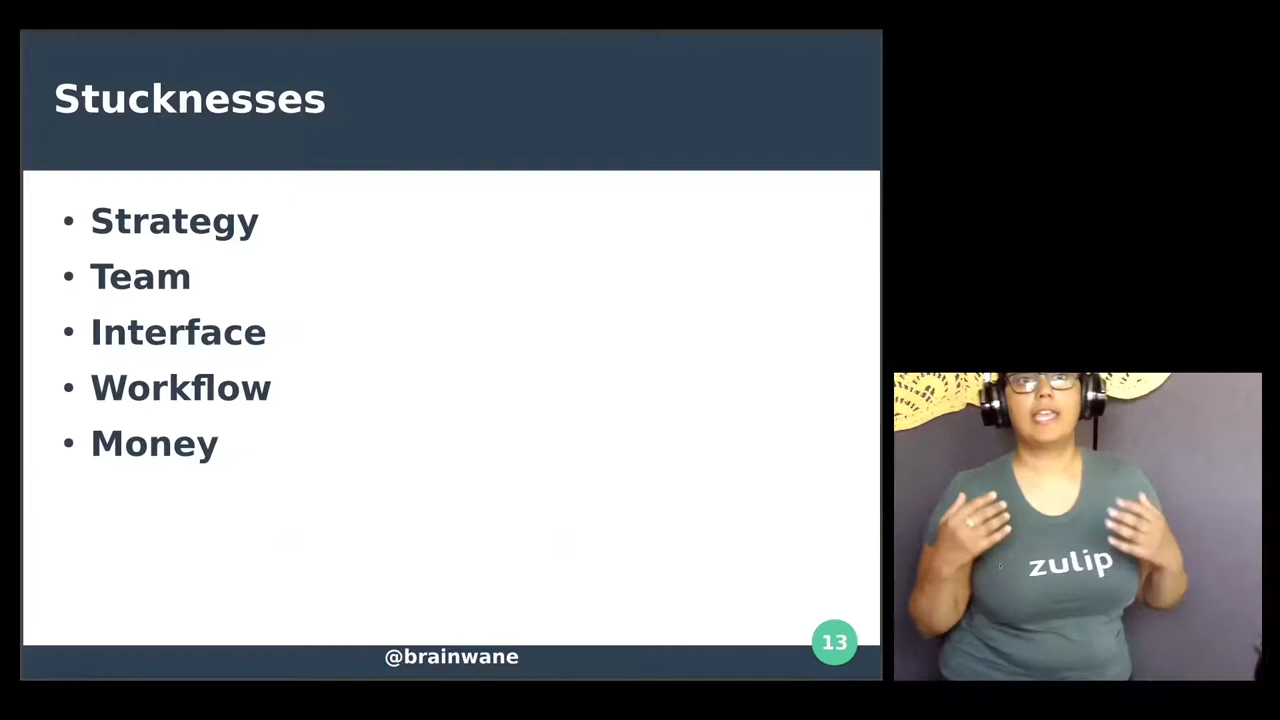 Stucknesses
• Strategy
• Team
• Interface
• Workflow
• Money
@brainwane
13
zulip